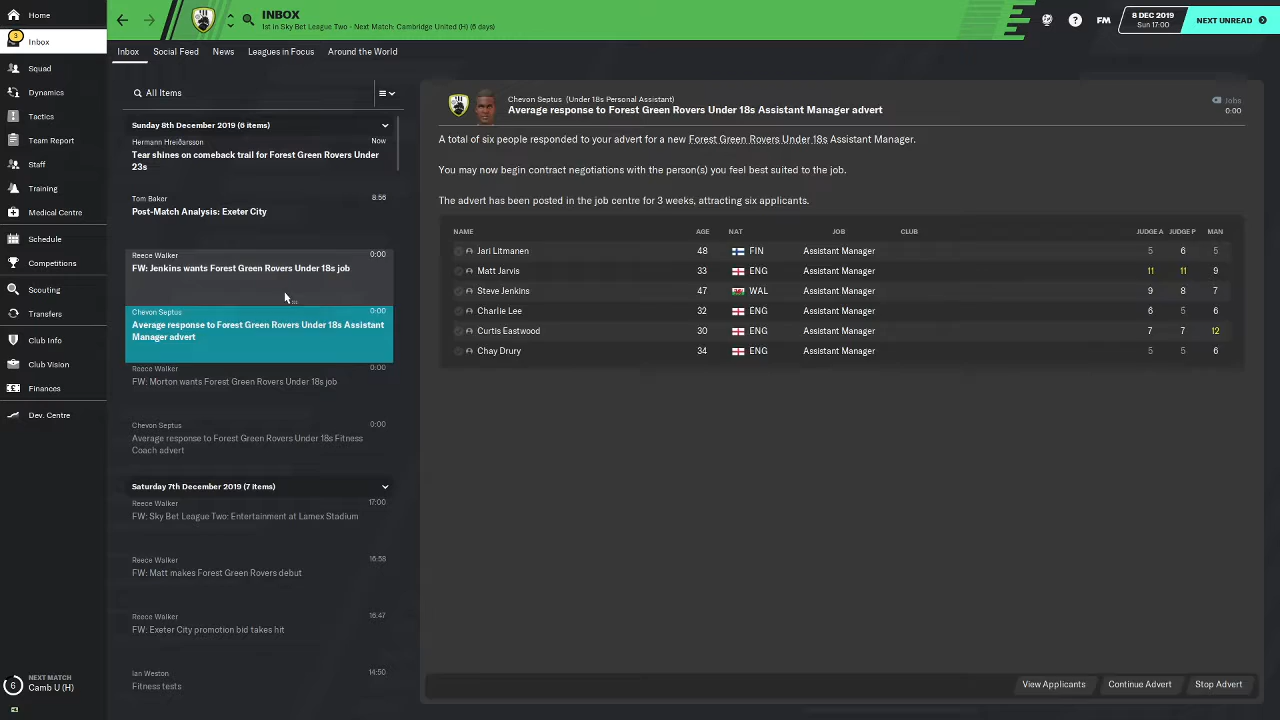 Home
3
Inbox
Squad
Dynamics
Tactics
Team Report
Staff
Training
Medical Centre
Schedule
Competitions
Scouting
Transfers
Club Info
Club Vision
Finances
Dev. Centre
6
NEXT MATCH
Camb U (H)
INBOX
1st in Sky Bet League Two - Next Match: Cambridge United (H) (6 days)
?
FM
8 DEC 2019
Sun 17:00
NEXT UNREAD
Inbox
Social Feed
News
Leagues in Focus
Around the World
All Items
Sunday 8th December 2019 (6 items)
Hermann Hreiðarsson Now
Tear shines on comeback trail for Forest Green Rovers Under
23s
Tom Baker 8:56
Post-Match Analysis: Exeter City
Reece Walker 0:00
FW: Jenkins wants Forest Green Rovers Under 18s job
Chevon Septus 0:00
Average response to Forest Green Rovers Under 18s Assistant
Manager advert
Reece Walker 0:00
FW: Morton wants Forest Green Rovers Under 18s job
Chevon Septus 0:00
Average response to Forest Green Rovers Under 18s Fitness
Coach advert
Saturday 7th December 2019 (7 items)
Reece Walker 17:00
FW: Sky Bet League Two: Entertainment at Lamex Stadium
Reece Walker 16:58
FW: Matt makes Forest Green Rovers debut
Reece Walker 16:47
FW: Exeter City promotion bid takes hit
Ian Weston 14:50
Fitness tests
Chevon Septus (Under 18s Personal Assistant)
Average response to Forest Green Rovers Under 18s Assistant Manager advert
Jobs
0:00
A total of six people responded to your advert for a new Forest Green Rovers Under 18s Assistant Manager.
You may now begin contract negotiations with the person(s) you feel best suited to the job.
The advert has been posted in the job centre for 3 weeks, attracting six applicants.
NAME AGE NAT JOB CLUB JUDGE A JUDGE P MAN
Jari Litmanen 48 FIN Assistant Manager 5 6 5
Matt Jarvis 33 ENG Assistant Manager 11 11 9
Steve Jenkins 47 WAL Assistant Manager 9 8 7
Charlie Lee 32 ENG Assistant Manager 6 5 6
Curtis Eastwood 30 ENG Assistant Manager 7 7 12
Chay Drury 34 ENG Assistant Manager 5 5 6
View Applicants
Continue Advert
Stop Advert